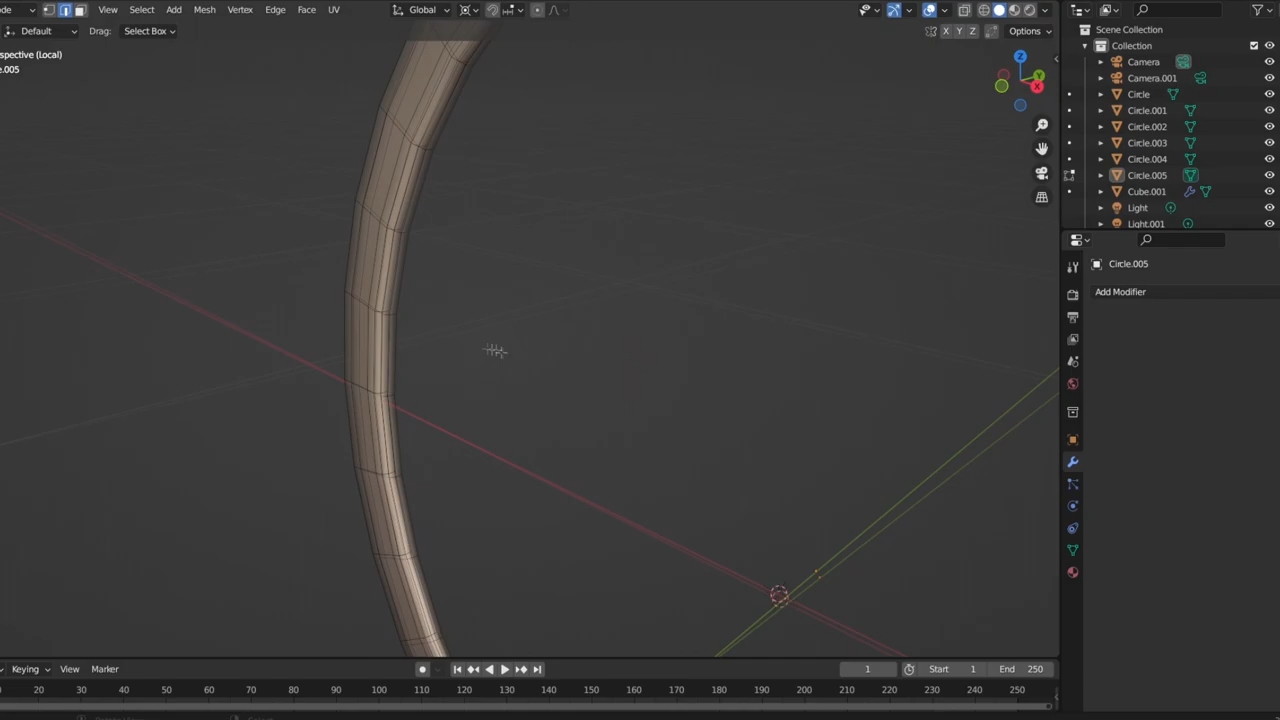 de View Select Add Mesh Vertex Edge Face UV Global
Default Drag: Select Box X Y Z Options
spective (Local)
e.005
Z
Y
X
Scene Collection
Collection
Camera
Camera.001
Circle
Circle.001
Circle.002
Circle.003
Circle.004
Circle.005
Cube.001
Light
Light.001
Circle.005
Add Modifier
Keying View Marker 1 Start 1 End 250
20 30 40 50 60 70 80 90 100 110 120 130 140 150 160 170 180 190 200 210 220 230 240 250